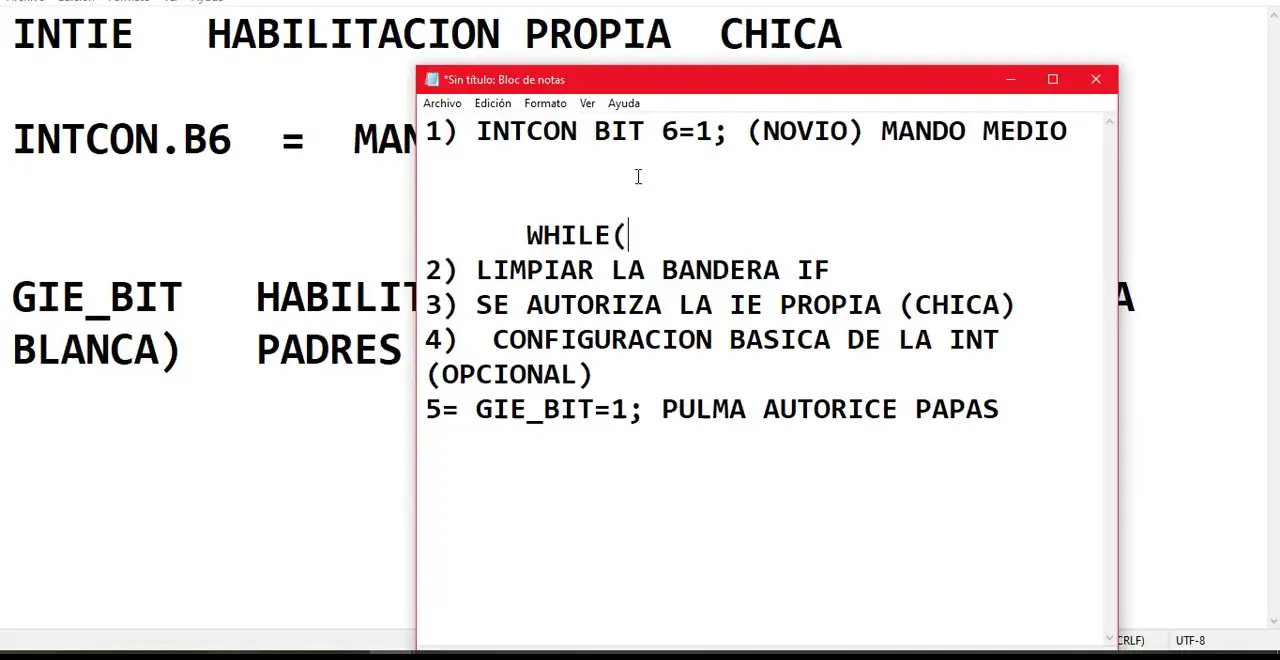 INTIE HABILITACION PROPIA CHICA
INTCON.B6 = MAN
GIE_BIT HABILIT A
BLANCA) PADRES
*Sin título: Bloc de notas
Archivo Edición Formato Ver Ayuda
1) INTCON BIT 6=1; (NOVIO) MANDO MEDIO
WHILE(
2) LIMPIAR LA BANDERA IF
3) SE AUTORIZA LA IE PROPIA (CHICA)
4) CONFIGURACION BASICA DE LA INT
(OPCIONAL)
5= GIE_BIT=1; PULMA AUTORICE PAPAS
CRLF) UTF-8